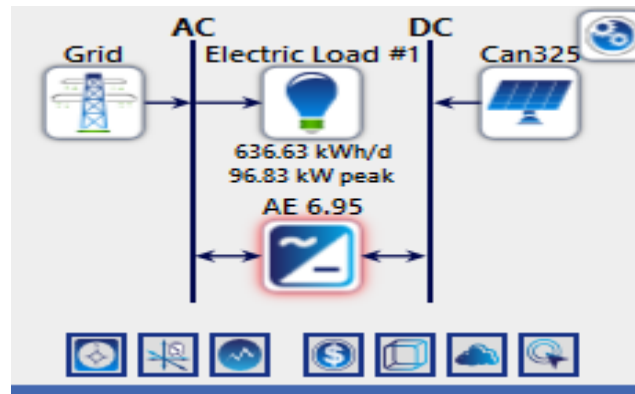 AC DC
Grid Electric Load #1 Can325
636.63 kWh/d
96.83 kW peak
AE 6.95